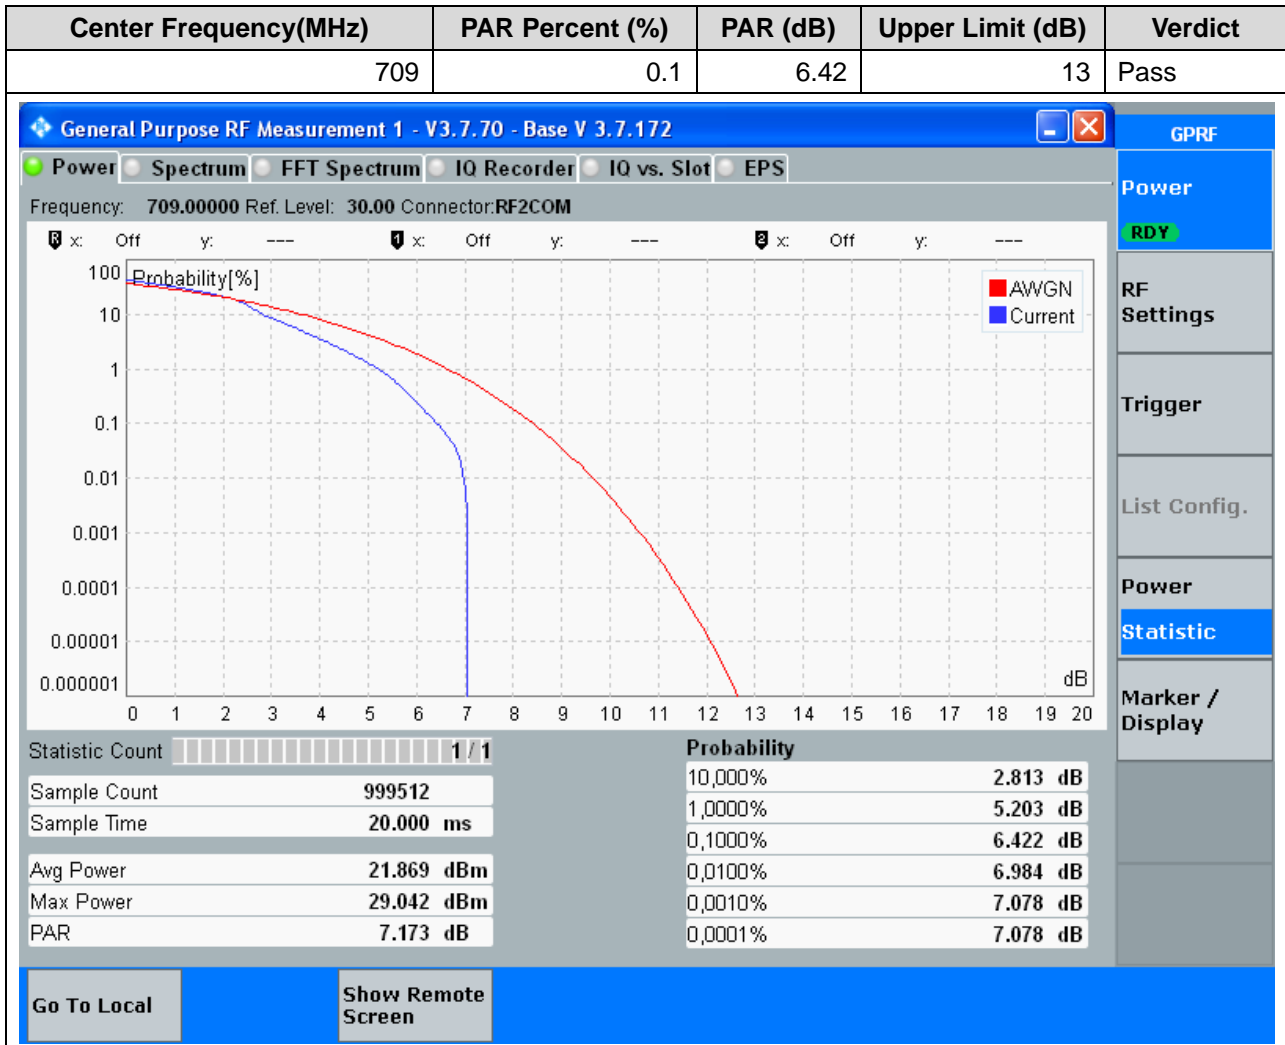 Center Frequency(MHz) PAR Percent (%) PAR (dB) Upper Limit (dB) Verdict
709 0.1 6.42 13 Pass
General Purpose RF Measurement 1 - V3.7.70 - Base V 3.7.172
GPRF
Power Spectrum FFT Spectrum IQ Recorder IQ vs. Slot EPS
Power
Frequency: 709.00000 Ref. Level: 30.00 Connector:RF2COM
RDY
R x: Off y: --- 1 x: Off y: --- 2 x: Off y: ---
Probability[%]
AWGN
Current
100
10
1
0.1
0.01
0.001
0.0001
0.00001
0.000001
dB
0 1 2 3 4 5 6 7 8 9 10 11 12 13 14 15 16 17 18 19 20
RF
Settings
Trigger
List Config.
Power
Statistic
Marker /
Display
Statistic Count 1 / 1
Sample Count 999512
Sample Time 20.000 ms
Avg Power 21.869 dBm
Max Power 29.042 dBm
PAR 7.173 dB
Probability
10,000% 2.813 dB
1,0000% 5.203 dB
0,1000% 6.422 dB
0,0100% 6.984 dB
0,0010% 7.078 dB
0,0001% 7.078 dB
Go To Local
Show Remote
Screen